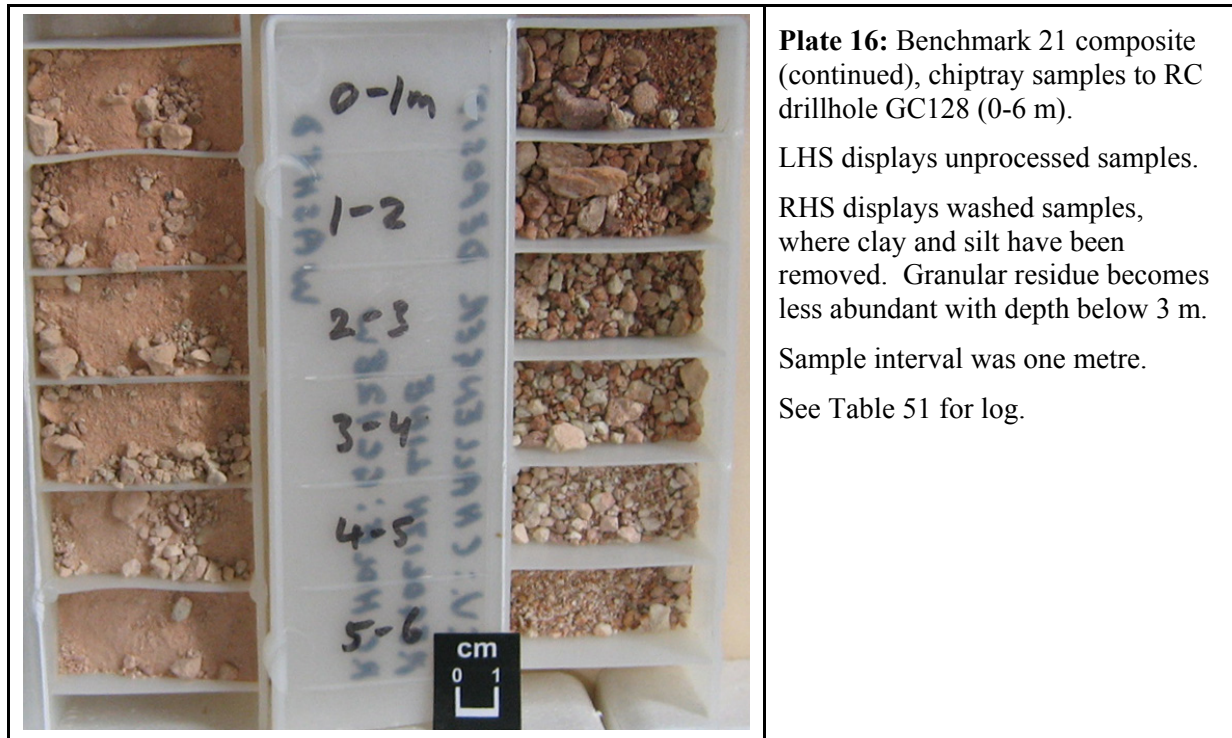 0-1m
1-2
2-3
3-4
4-5
5-6
WASHED
CHALLENGER DEPOSIT
cm
0 1
Plate 16: Benchmark 21 composite
(continued), chiptray samples to RC
drillhole GC128 (0-6 m).
LHS displays unprocessed samples.
RHS displays washed samples,
where clay and silt have been
removed. Granular residue becomes
less abundant with depth below 3 m.
Sample interval was one metre.
See Table 51 for log.